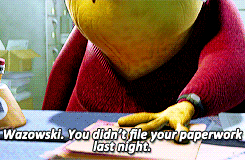 Wazowski. You didn't file your paperwork
last night.